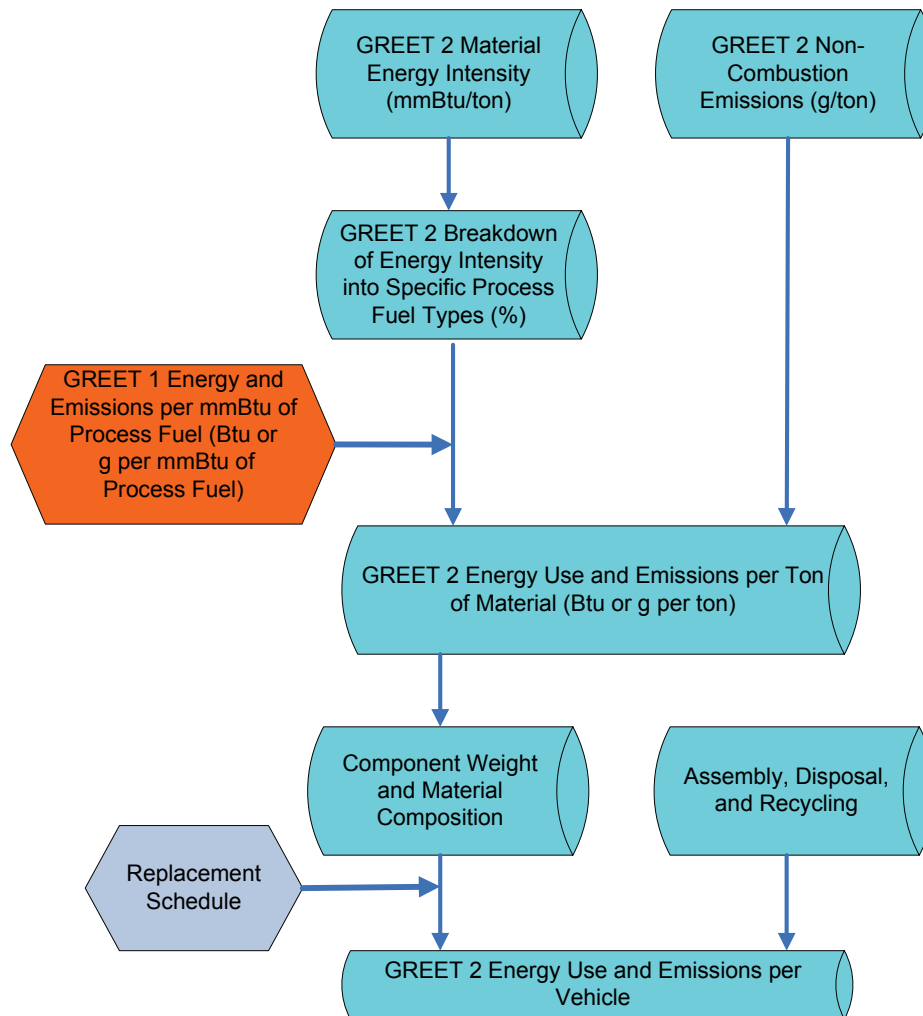 GREET 2 Material
Energy Intensity
(mmBtu/ton)
GREET 2 Non-
Combustion
Emissions (g/ton)
GREET 2 Breakdown
of Energy Intensity
into Specific Process
Fuel Types (%)
GREET 1 Energy and
Emissions per mmBtu of
Process Fuel (Btu or
g per mmBtu of
Process Fuel)
GREET 2 Energy Use and Emissions per Ton
of Material (Btu or g per ton)
Component Weight
and Material
Composition
Assembly, Disposal,
and Recycling
Replacement
Schedule
GREET 2 Energy Use and Emissions per
Vehicle